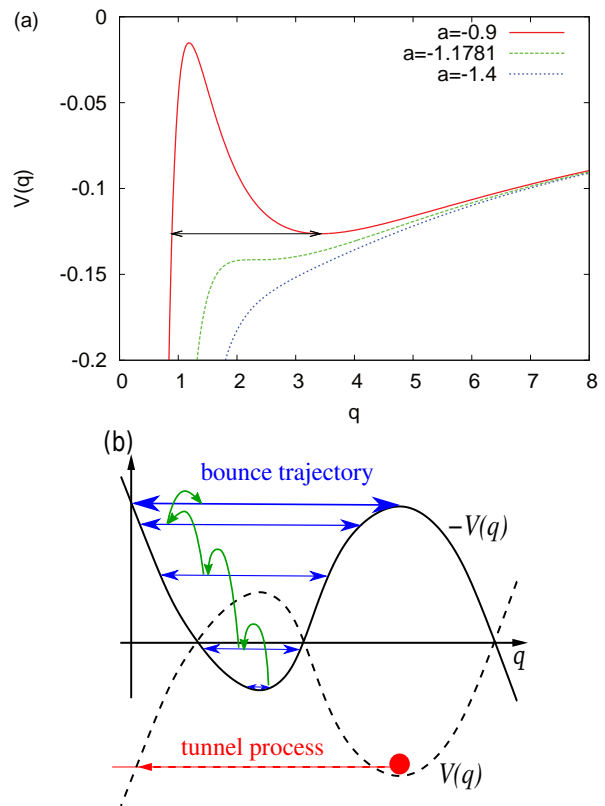 (a)
0
-0.05
-0.1
-0.15
-0.2
V(q)
a=-0.9
a=-1.1781
a=-1.4
0 1 2 3 4 5 6 7 8
q
(b)
bounce trajectory
−V(q)
q
tunnel process
V(q)